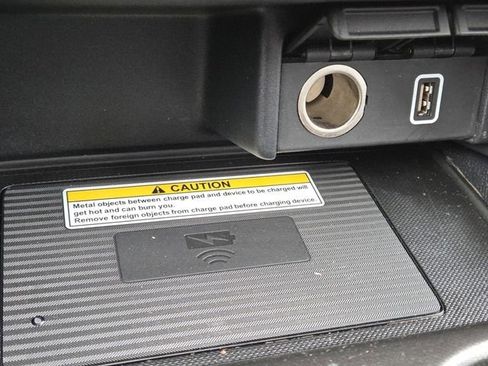 CAUTION
Metal objects between charge pad and device to be charged will
get hot and can burn you.
Remove foreign objects from charge pad before charging device.